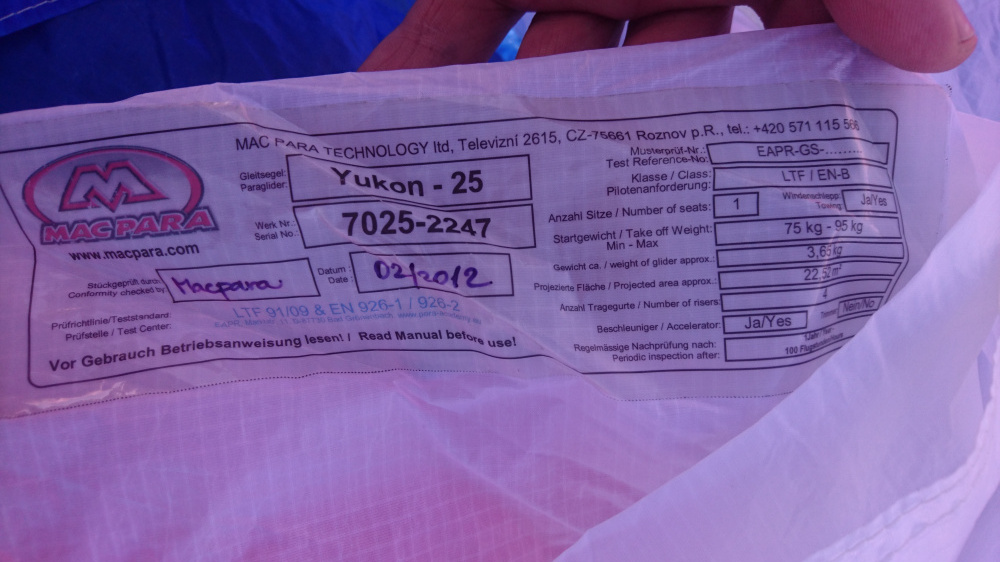 MAC PARA TECHNOLOGY ltd, Televizní 2615, CZ-75661 Roznov p.R., tel.: +420 571 115 566
MAC PARA
www.macpara.com
Gleitsegel: Yukon - 25
Paraglider:
Werk Nr.: 7025-2247
Serial No.:
Stückgeprüft durch: Macpara
Conformity checked by:
Datum : 02/2012
Date :
Prüfrichtlinie/Teststandard: LTF 91/09 & EN 926-1 / 926-2
Prüfstelle / Test Center: EAPR,
Vor Gebrauch Betriebsanweisung lesen! / Read Manual before use!
Musterprüf-Nr.: EAPR-GS-.........
Test Reference-No:
Klasse / Class: LTF / EN-B
Pilotenanforderung:
Anzahl Sitze / Number of seats: 1 Windenschlepp: Ja/Yes
Towing:
Startgewicht / Take off Weight: 75 kg - 95 kg
Min - Max
Gewicht ca. / weight of glider approx.: 3,65 kg
Projezierte Fläche / Projected area approx.: 22,52 m²
Anzahl Tragegurte / Number of risers: 4
Beschleuniger / Accelerator: Ja/Yes Nein/No
Regelmässige Nachprüfung nach:
Periodic inspection after: 100